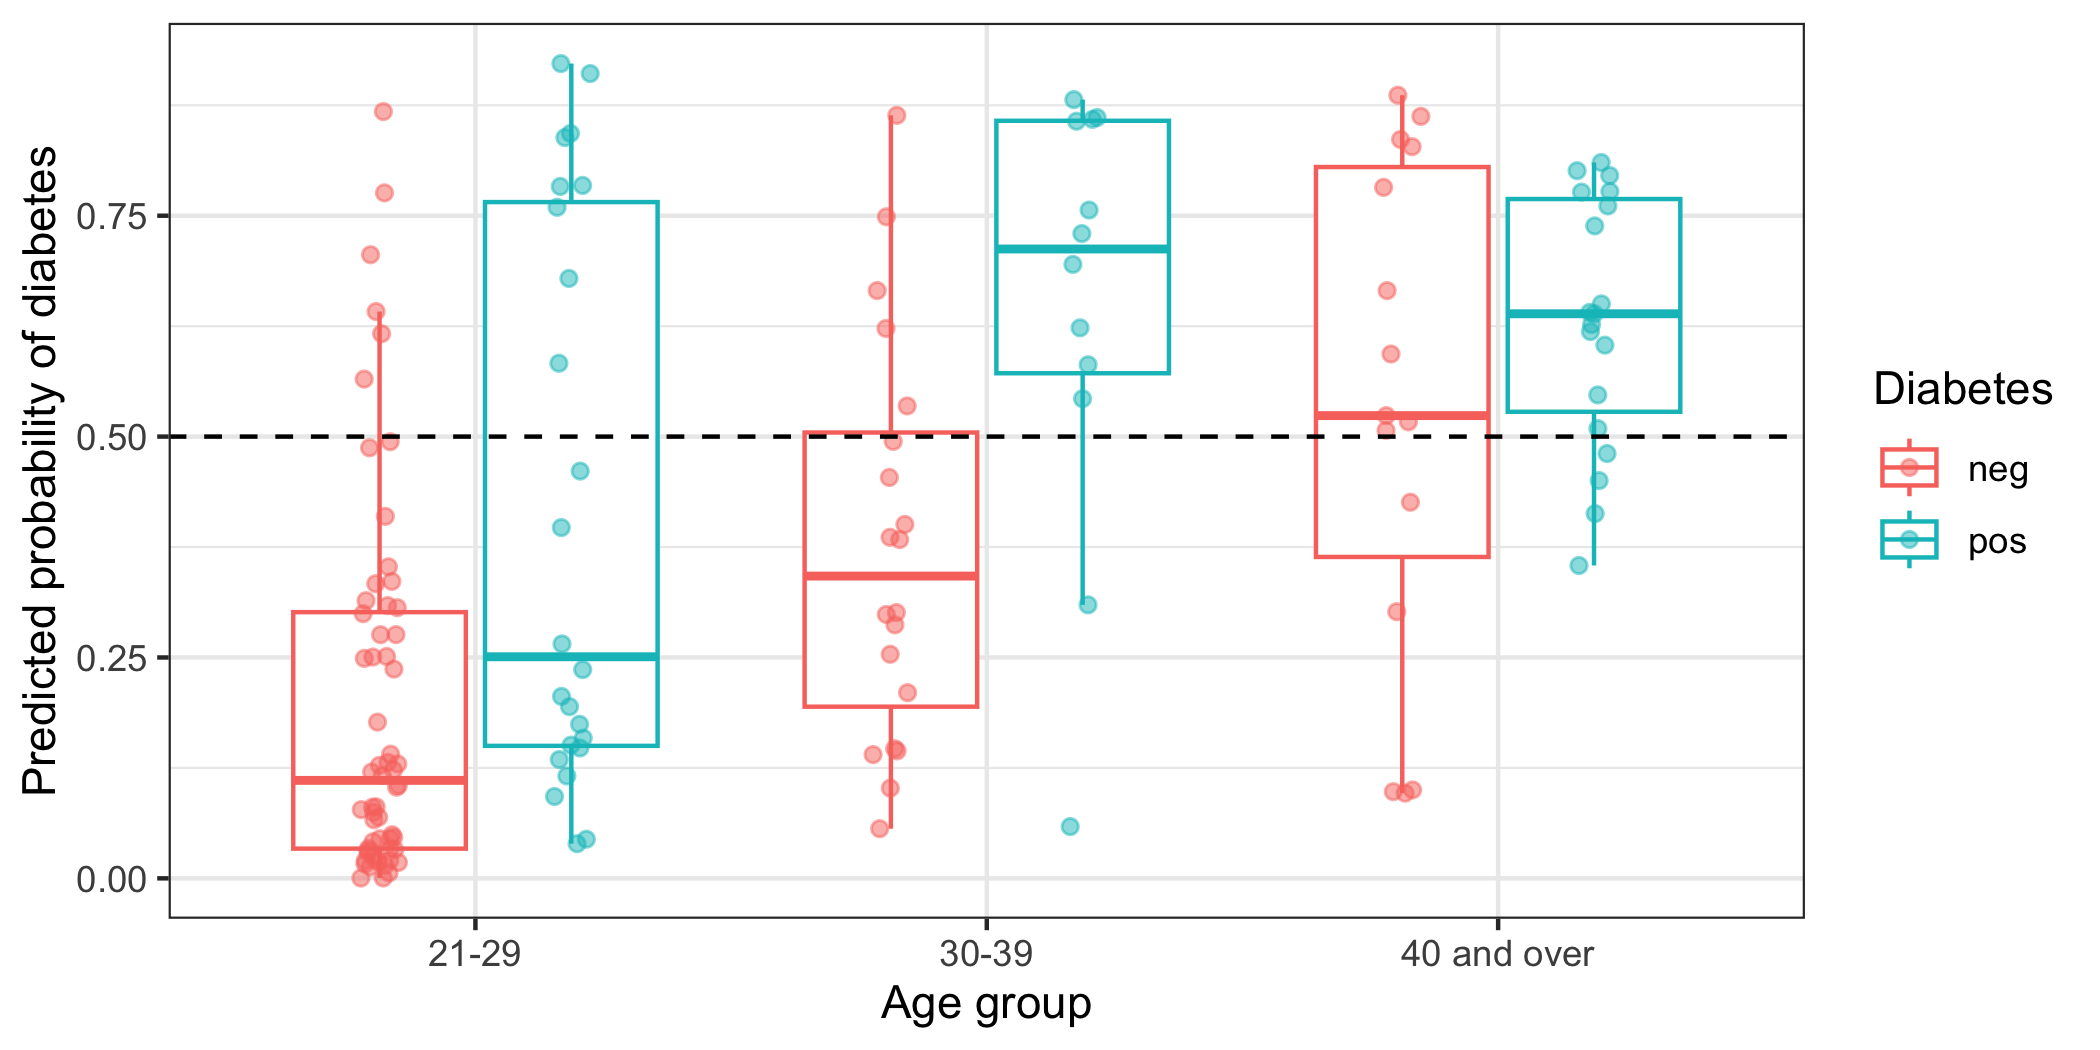 Predicted probability of diabetes
0.75
0.50
0.25
0.00
21-29
30-39
40 and over
Age group
Diabetes
neg
pos